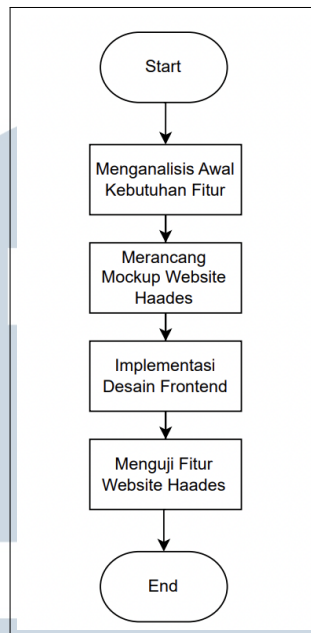 Start
Menganalisis Awal
Kebutuhan Fitur
Merancang
Mockup Website
Haades
Implementasi
Desain Frontend
Menguji Fitur
Website Haades
End